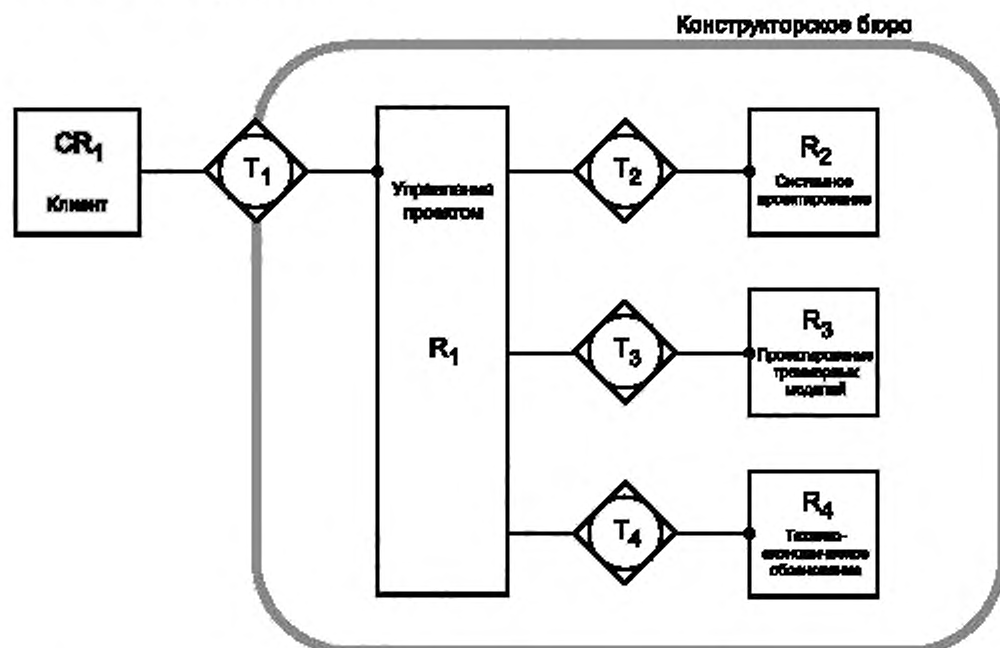 Конструкторское бюро
CR1
Клиент
T1
Управление
проектом
R1
T2
R2
Системное
проектирование
T3
R3
Проектирование
трехмерных
моделей
T4
R4
Технико-
экономическое
обоснование